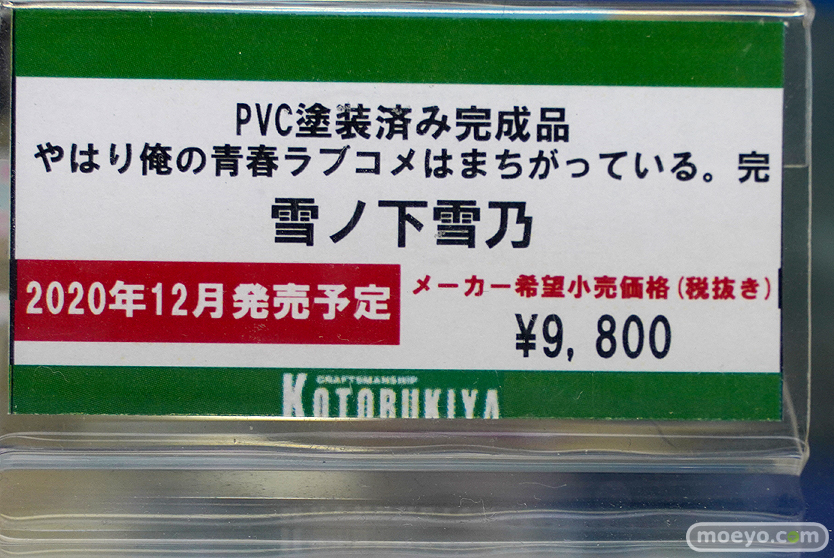 PVC塗装済み完成品
やはり俺の青春ラブコメはまちがっている。完
雪ノ下雪乃
2020年12月発売予定
メーカー希望小売価格(税抜き)
¥9,800
CRAFTSMANSHIP
KOTOBUKIYA
moeyo.com